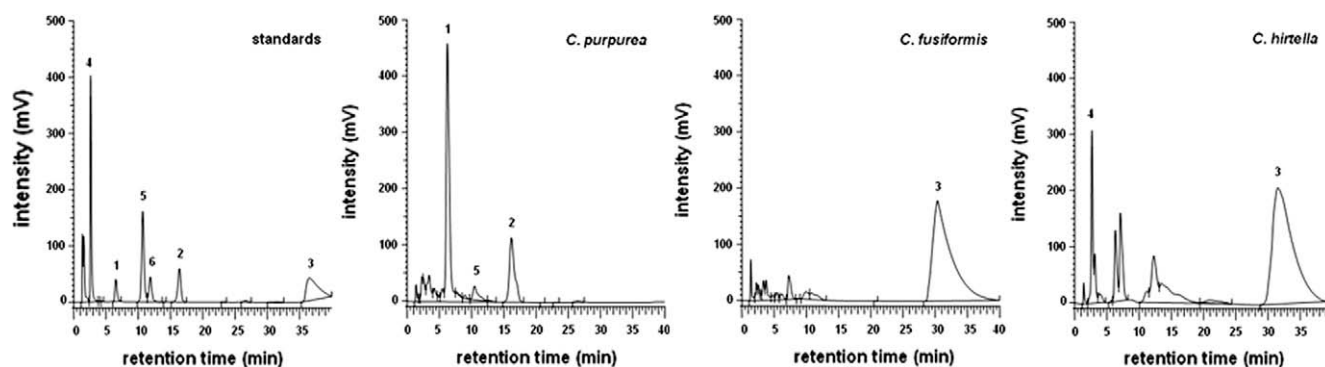 standards
500
400
300
200
100
0
intensity (mV)
4
1
5
6
2
3
0 5 10 15 20 25 30 35
retention time (min)
C. purpurea
500
400
300
200
100
0
intensity (mV)
1
5
2
0 5 10 15 20 25 30 35 40
retention time (min)
C. fusiformis
500
400
300
200
100
0
intensity (mV)
3
0 5 10 15 20 25 30 35 40
retention time (min)
C. hirtella
500
400
300
200
100
0
intensity (mV)
4
3
0 5 10 15 20 25 30 35
retention time (min)